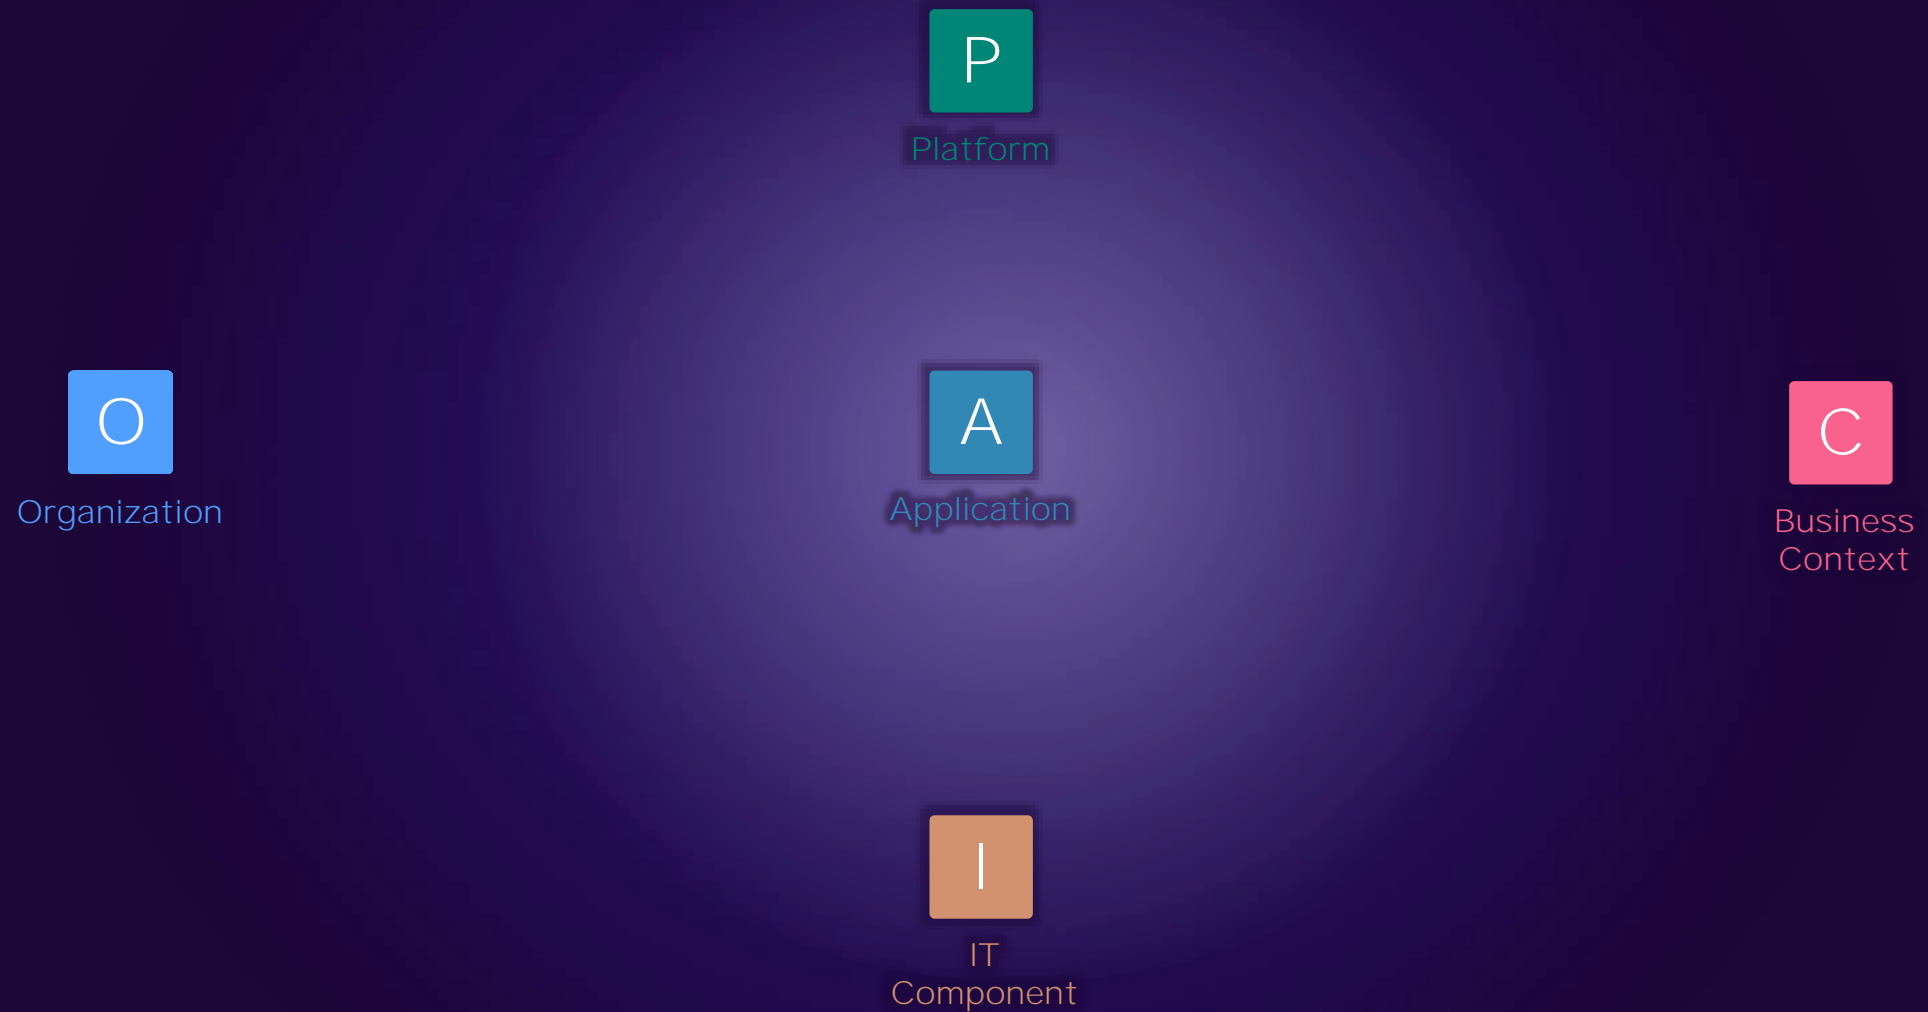 P
Platform
O
Organization
A
Application
C
Business
Context
I
IT
Component